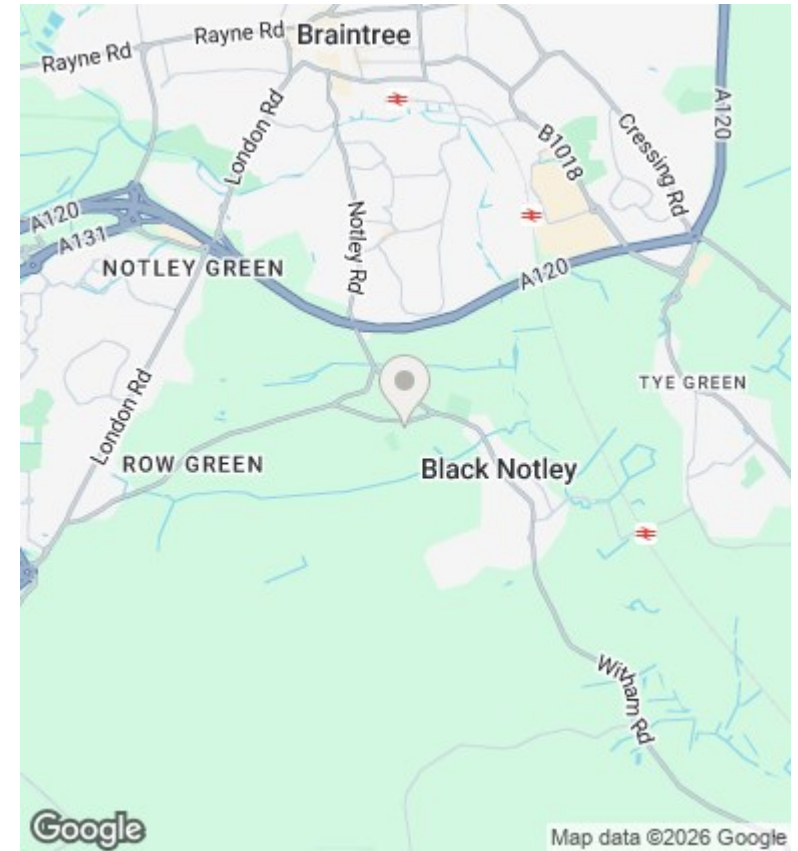 Rayne Rd
Rayne Rd
Braintree
London Rd
B1018
Cressing Rd
A120
A120
A131
Notley Rd
NOTLEY GREEN
A120
London Rd
TYE GREEN
ROW GREEN
Black Notley
Witham Rd
Google
Map data ©2026 Google